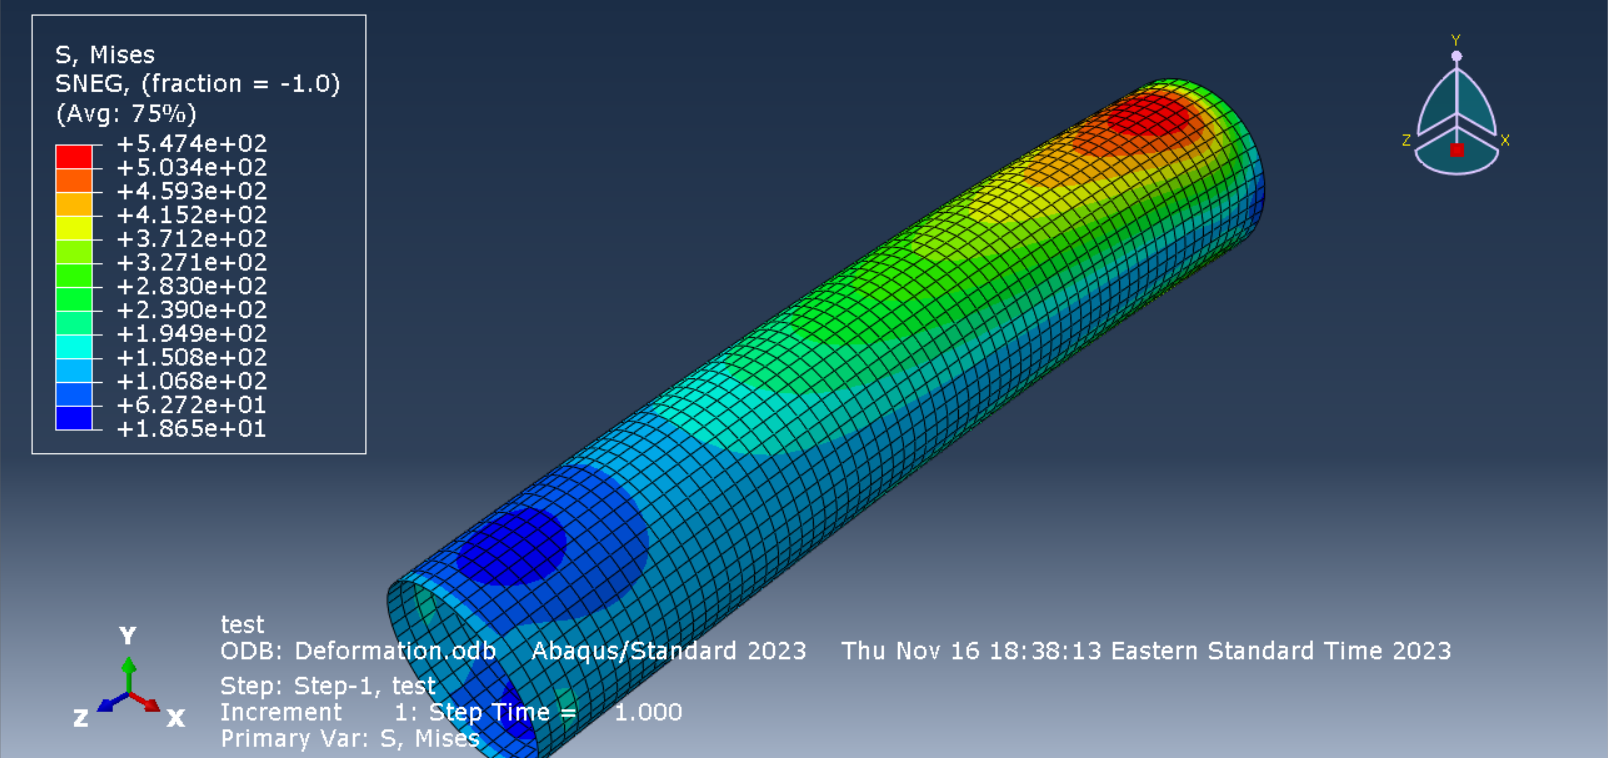 S, Mises
SNEG, (fraction = -1.0)
(Avg: 75%)
+5.474e+02
+5.034e+02
+4.593e+02
+4.152e+02
+3.712e+02
+3.271e+02
+2.830e+02
+2.390e+02
+1.949e+02
+1.508e+02
+1.068e+02
+6.272e+01
+1.865e+01
Y
Z X
Y
Z X
test
ODB: Deformation.odb Abaqus/Standard 2023 Thu Nov 16 18:38:13 Eastern Standard Time 2023
Step: Step-1, test
Increment 1: Step Time = 1.000
Primary Var: S, Mises